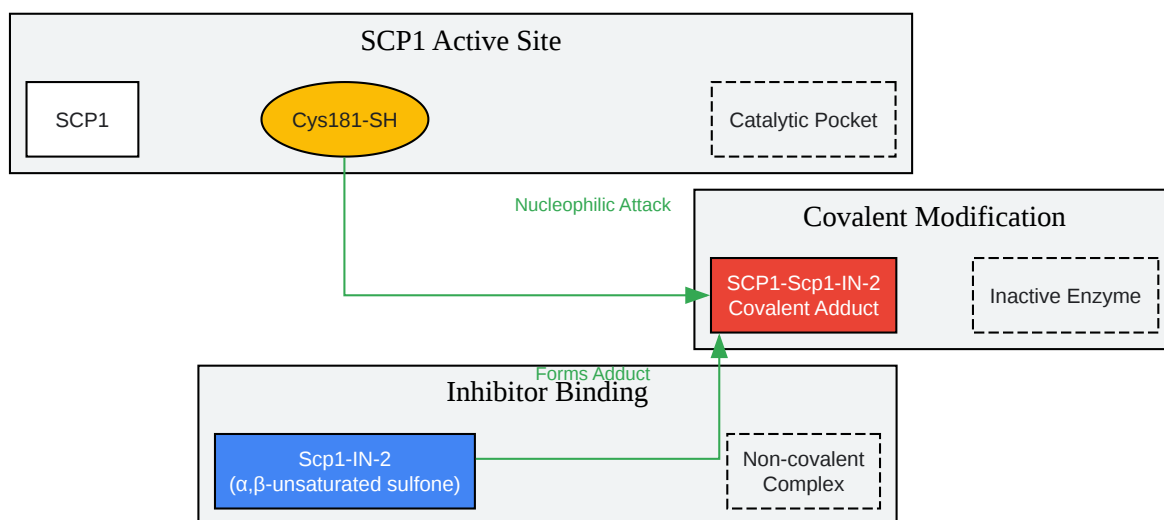 SCP1 Active Site
SCP1
Cys181-SH
Catalytic Pocket
Nucleophilic Attack
Covalent Modification
SCP1-Scp1-IN-2
Covalent Adduct
Inactive Enzyme
Forms Adduct
Inhibitor Binding
Scp1-IN-2
(α,β-unsaturated sulfone)
Non-covalent
Complex